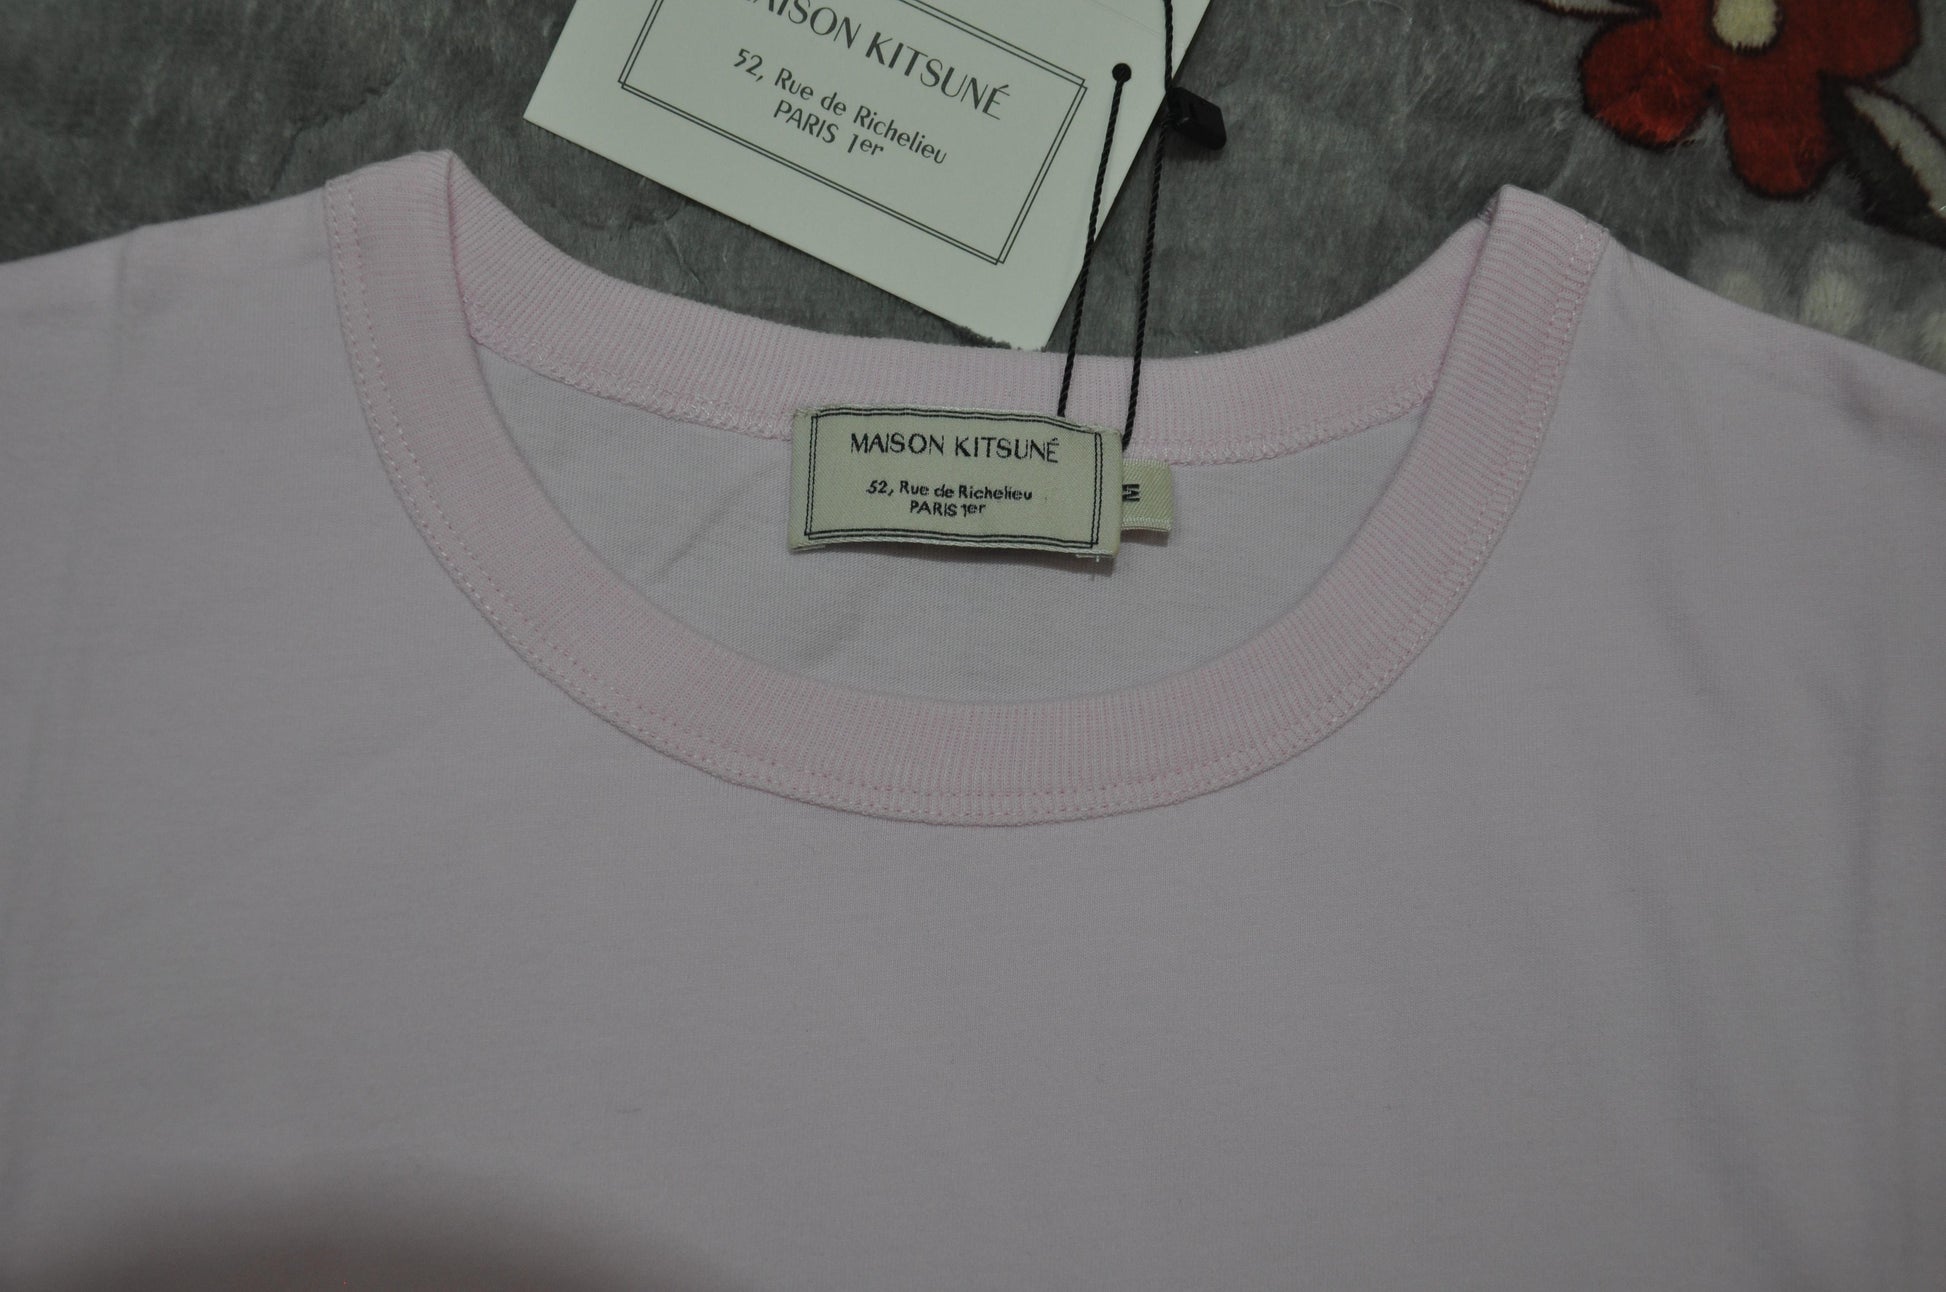 MAISON KITSUNÉ
52, Rue de Richelieu
PARIS 1er
MAISON KITSUNÉ
52, Rue de Richelieu
PARIS 1er
M